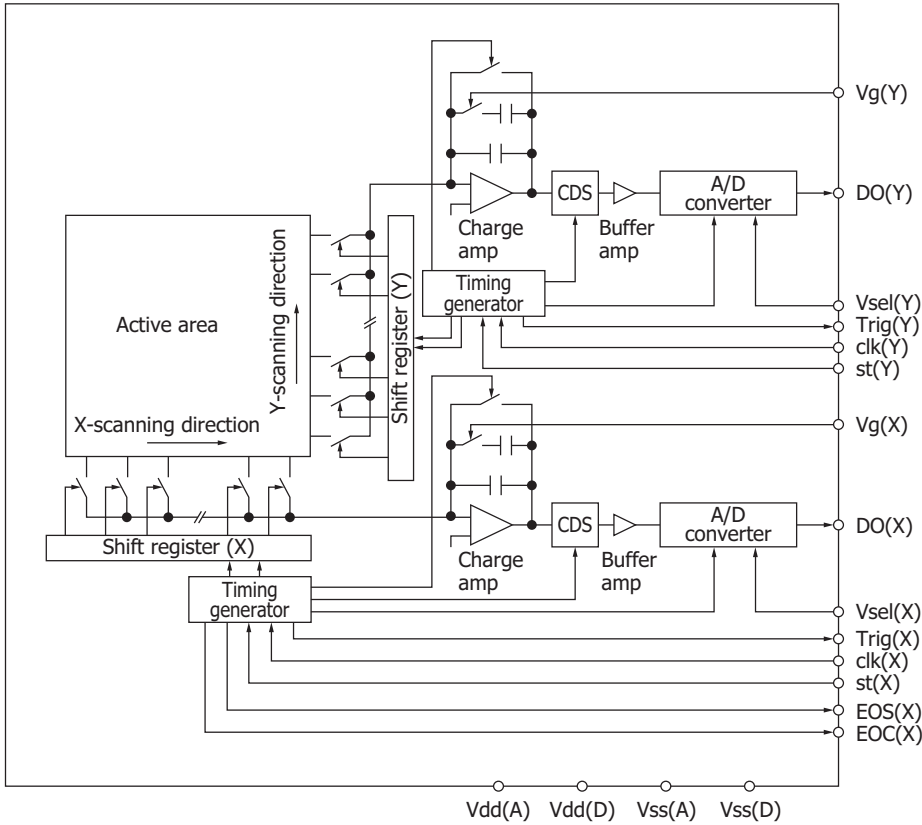 Vg(Y)
CDS
A/D
converter
DO(Y)
Charge
amp
Buffer
amp
Active area
Y-scanning direction
X-scanning direction
Shift register (Y)
Timing
generator
Vsel(Y)
Trig(Y)
clk(Y)
st(Y)
Vg(X)
CDS
A/D
converter
DO(X)
Charge
amp
Buffer
amp
Shift register (X)
Timing
generator
Vsel(X)
Trig(X)
clk(X)
st(X)
EOS(X)
EOC(X)
Vdd(A)
Vdd(D)
Vss(A)
Vss(D)